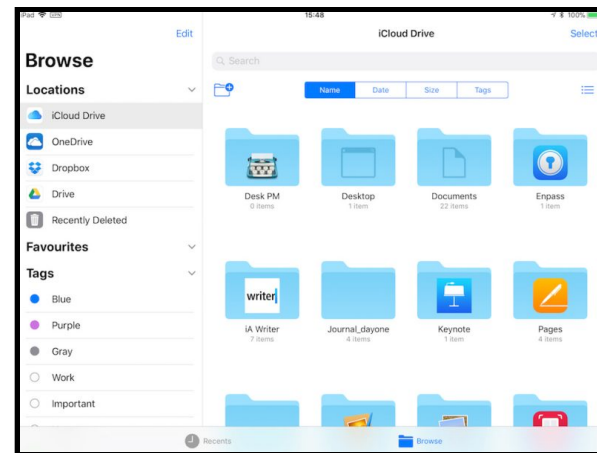 iPad VPN 15:48 100%
Edit
iCloud Drive
Select
Browse
Search
Locations
Name Date Size Tags
iCloud Drive
OneDrive
Dropbox
Drive
Recently Deleted
Favourites
Tags
Blue
Purple
Gray
Work
Important
Desk PM
0 items
Desktop
1 item
Documents
22 items
Enpass
1 item
writer
iA Writer
7 items
Journal_dayone
4 items
Keynote
1 item
Pages
4 items
Recents
Browse